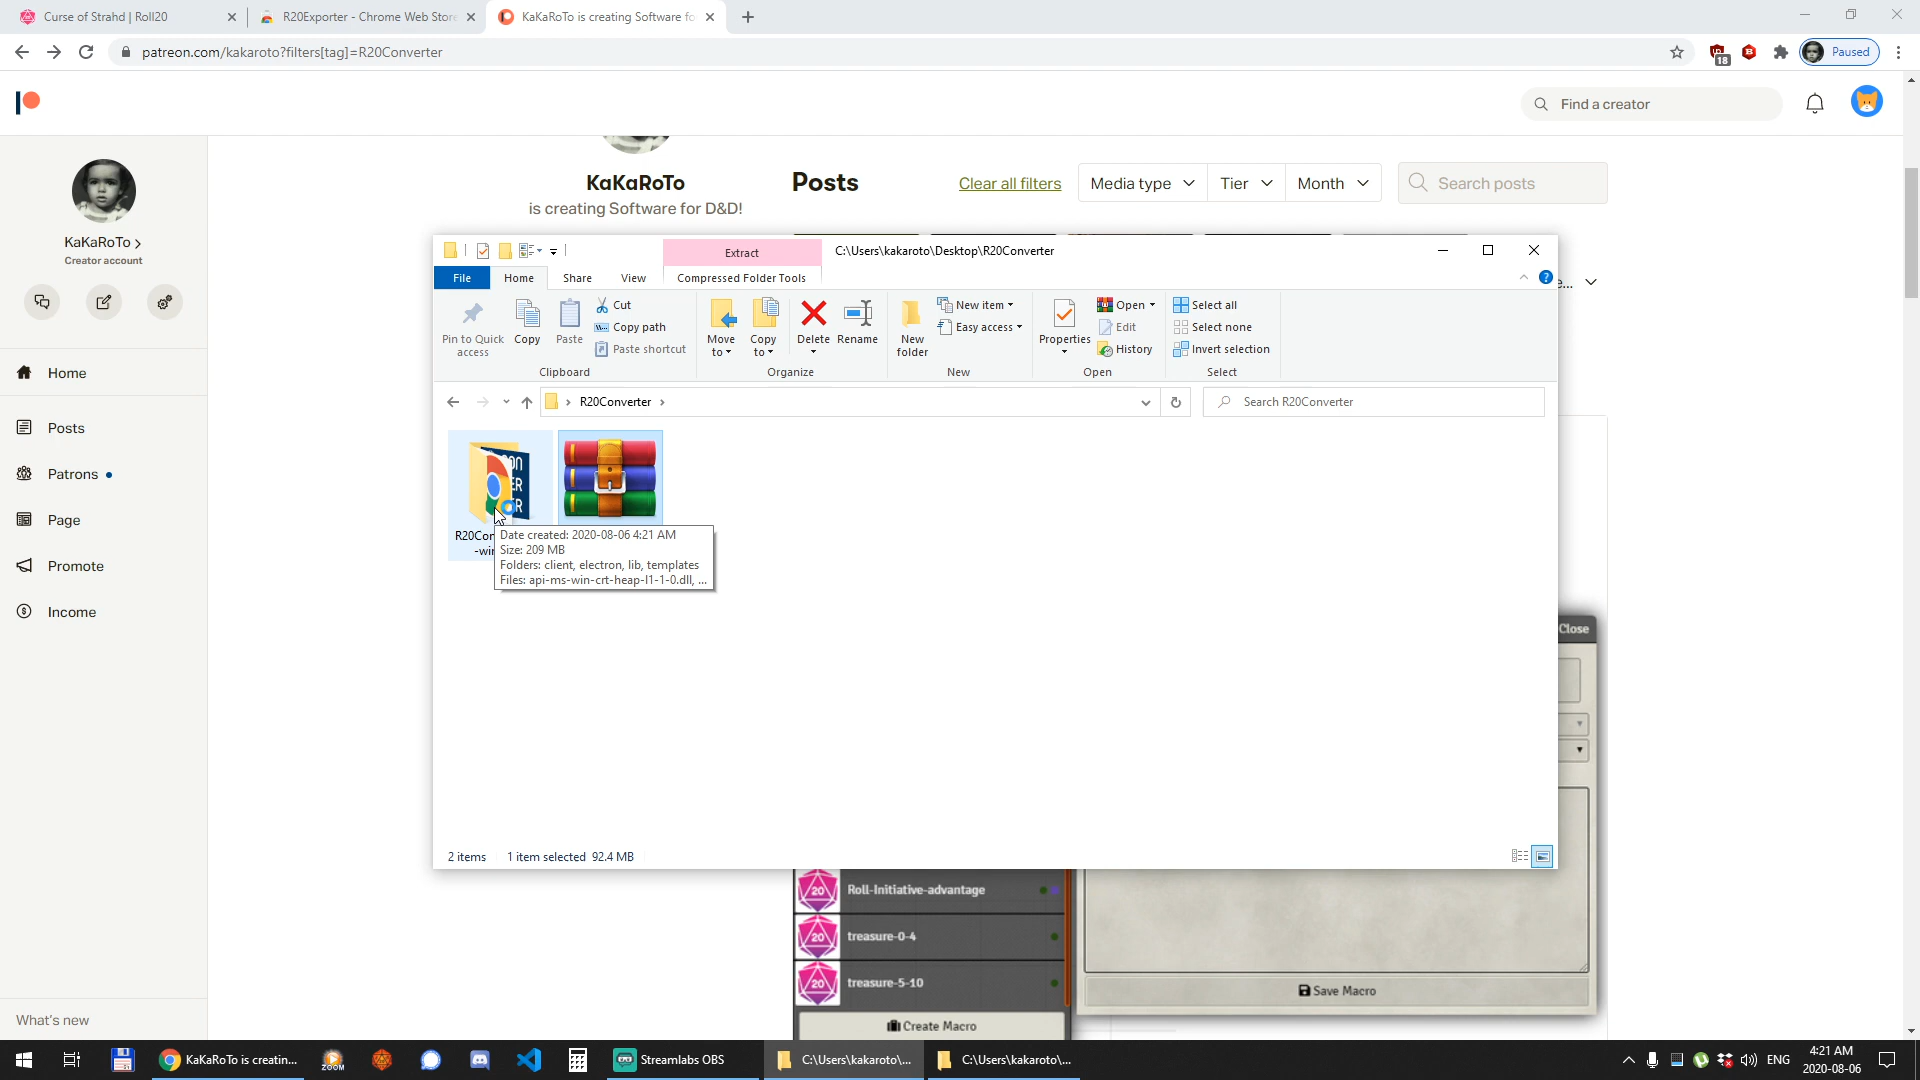 Curse of Strahd | Roll20
R20Exporter - Chrome Web Store
KaKaRoTo is creating Software fo
patreon.com/kakaroto?filters[tag]=R20Converter
18
Paused
Find a creator
KaKaRoTo
Creator account
Home
Posts
Patrons
Page
Promote
Income
What's new
KaKaRoTo
is creating Software for D&D!
Posts
Clear all filters
Media type
Tier
Month
Search posts
Extract
C:\Users\kakaroto\Desktop\R20Converter
File
Home
Share
View
Compressed Folder Tools
e...
Pin to Quick
access
Copy
Paste
Cut
Copy path
Paste shortcut
Clipboard
Move
to
Copy
to
Delete
Rename
Organize
New
folder
New item
Easy access
New
Properties
Open
Edit
History
Open
Select all
Select none
Invert selection
Select
R20Converter
Search R20Converter
R20Con
-win
Date created: 2020-08-06 4:21 AM
Size: 209 MB
Folders: client, electron, lib, templates
Files: api-ms-win-crt-heap-l1-1-0.dll, ...
2 items
1 item selected 92.4 MB
Close
20
Roll-Initiative-advantage
20
treasure-0-4
20
treasure-5-10
Create Macro
Save Macro
KaKaRoTo is creatin...
ZOOM
Streamlabs OBS
C:\Users\kakaroto\...
C:\Users\kakaroto\...
ENG
4:21 AM
2020-08-06